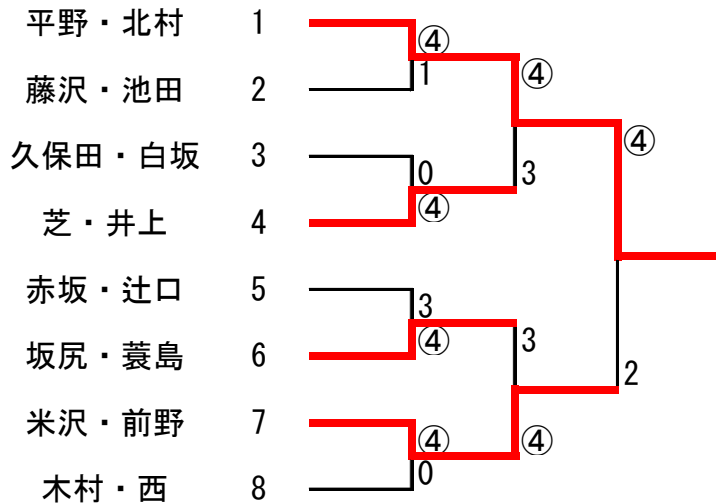 平野・北村 1
④
④
藤沢・池田 2
1
④
久保田・白坂 3
0
3
芝・井上 4
④
赤坂・辻口 5
3
坂尻・蓑島 6
④
3
2
米沢・前野 7
④
④
木村・西 8
0